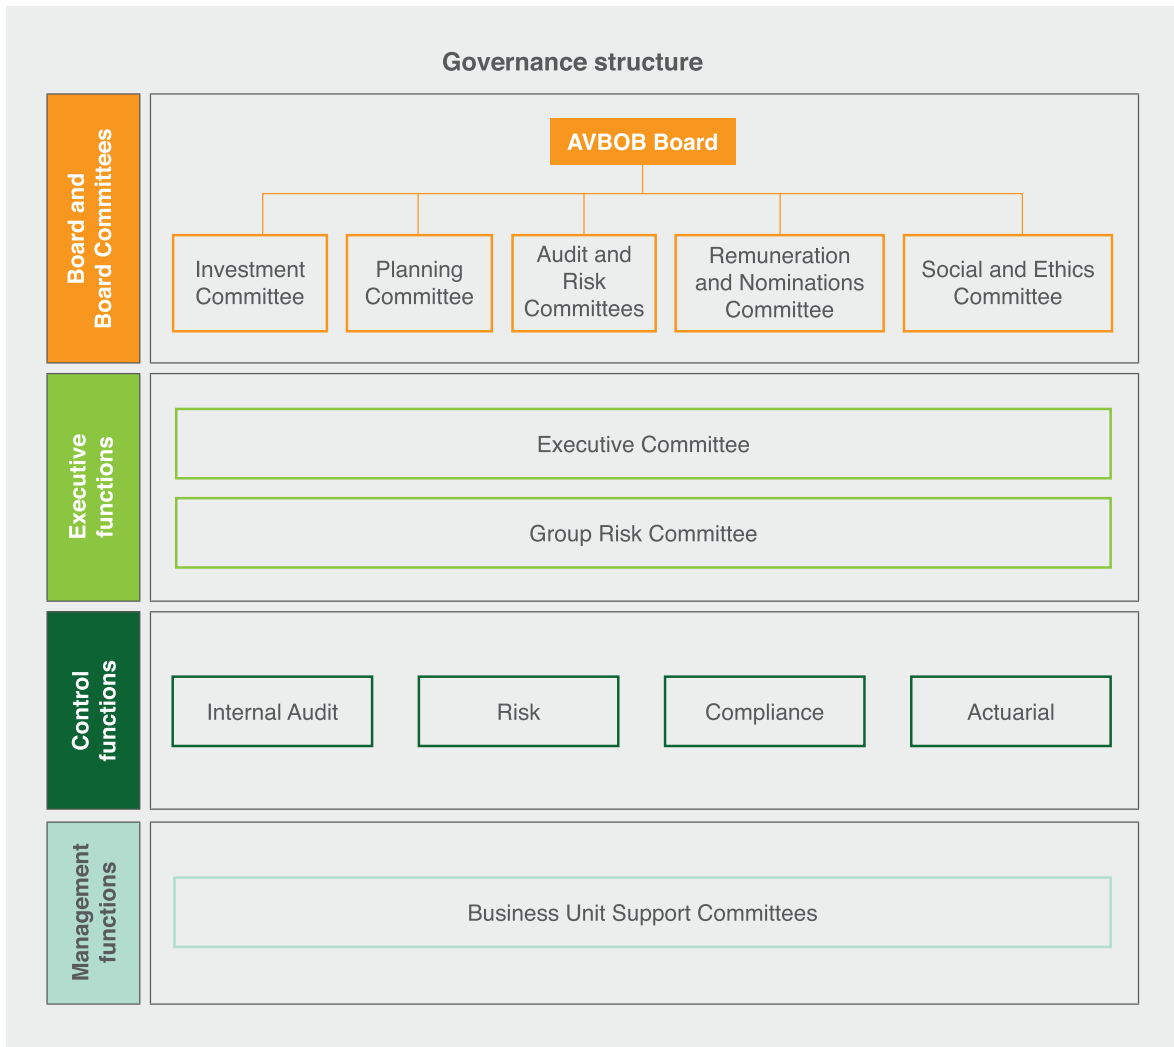 Governance structure
Board and
Board Committees
AVBOB Board
Investment
Committee
Planning
Committee
Audit and
Risk
Committees
Remuneration
and Nominations
Committee
Social and Ethics
Committee
Executive
functions
Executive Committee
Group Risk Committee
Control
functions
Internal Audit
Risk
Compliance
Actuarial
Management
functions
Business Unit Support Committees